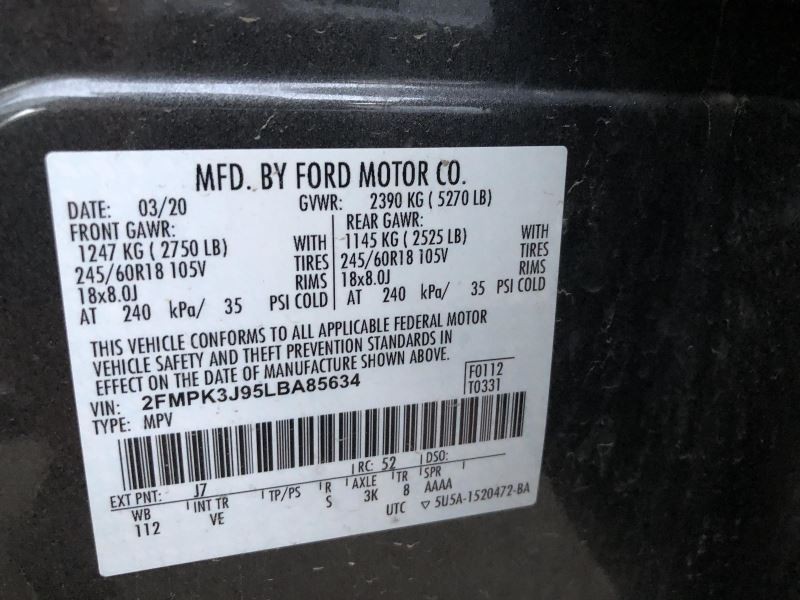 MFD. BY FORD MOTOR CO.
DATE: 03/20 GVWR: 2390 KG ( 5270 LB)
FRONT GAWR: REAR GAWR:
1247 KG ( 2750 LB) WITH 1145 KG ( 2525 LB) WITH
245/60R18 105V TIRES 245/60R18 105V TIRES
18x8.0J RIMS 18x8.0J RIMS
AT 240 kPa/ 35 PSI COLD AT 240 kPa/ 35 PSI COLD
THIS VEHICLE CONFORMS TO ALL APPLICABLE FEDERAL MOTOR
VEHICLE SAFETY AND THEFT PREVENTION STANDARDS IN
EFFECT ON THE DATE OF MANUFACTURE SHOWN ABOVE.
VIN: 2FMPK3J95LBA85634 F0112
TYPE: MPV T0331
EXT PNT: J7 RC: 52 DSO:
WB INT TR TP/PS R AXLE TR SPR
112 VE S 3K 8 AAAA
UTC ▽ 5U5A-1520472-BA